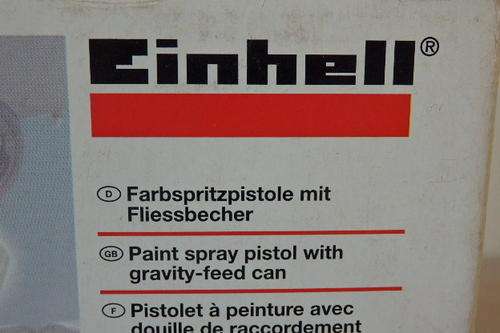 Einhell®
D Farbspritzpistole mit
Fliessbecher
GB Paint spray pistol with
gravity-feed can
F Pistolet à peinture avec
douille de raccordement